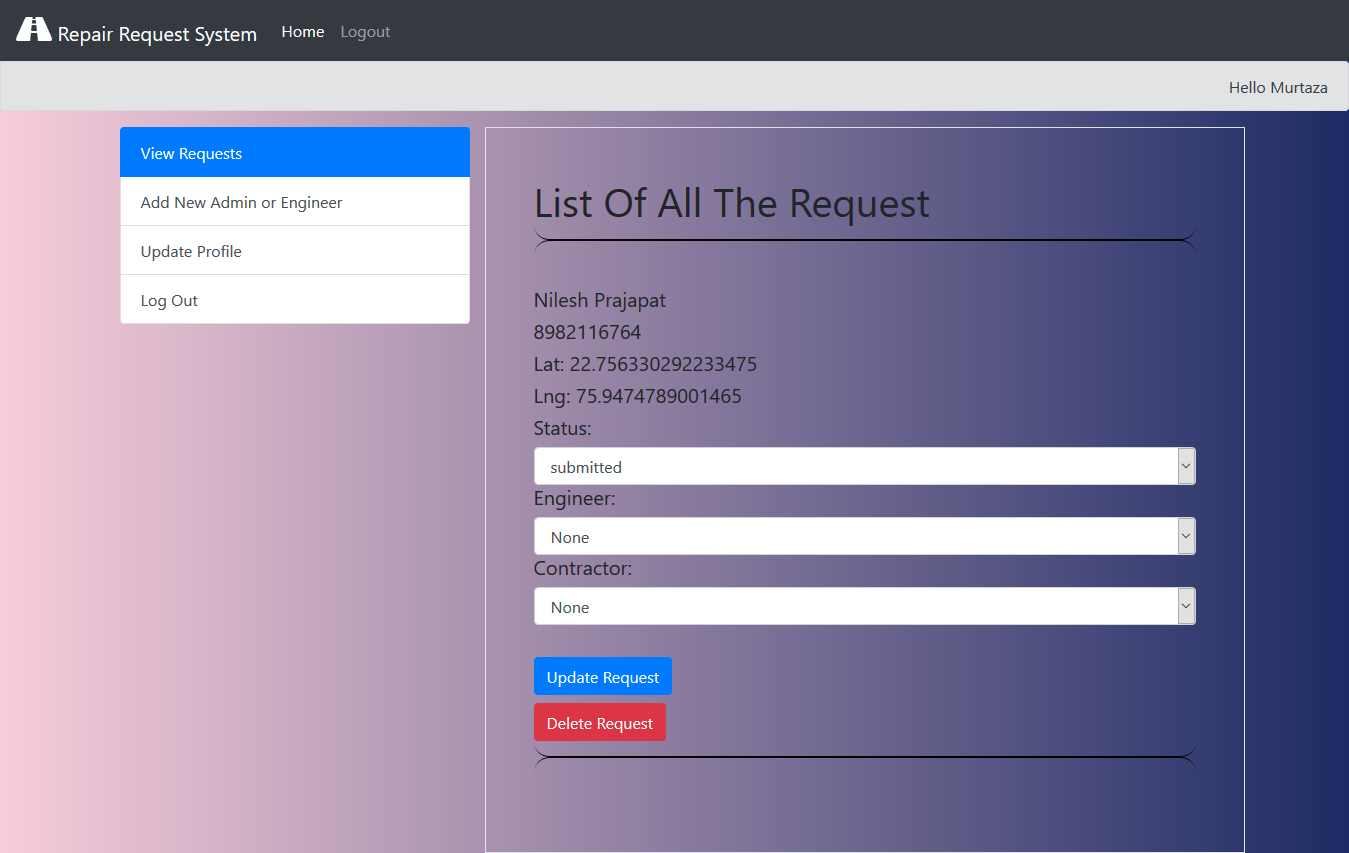 Repair Request System Home Logout
Hello Murtaza
View Requests
Add New Admin or Engineer
Update Profile
Log Out
List Of All The Request
Nilesh Prajapat
8982116764
Lat: 22.756330292233475
Lng: 75.9474789001465
Status:
submitted
Engineer:
None
Contractor:
None
Update Request
Delete Request